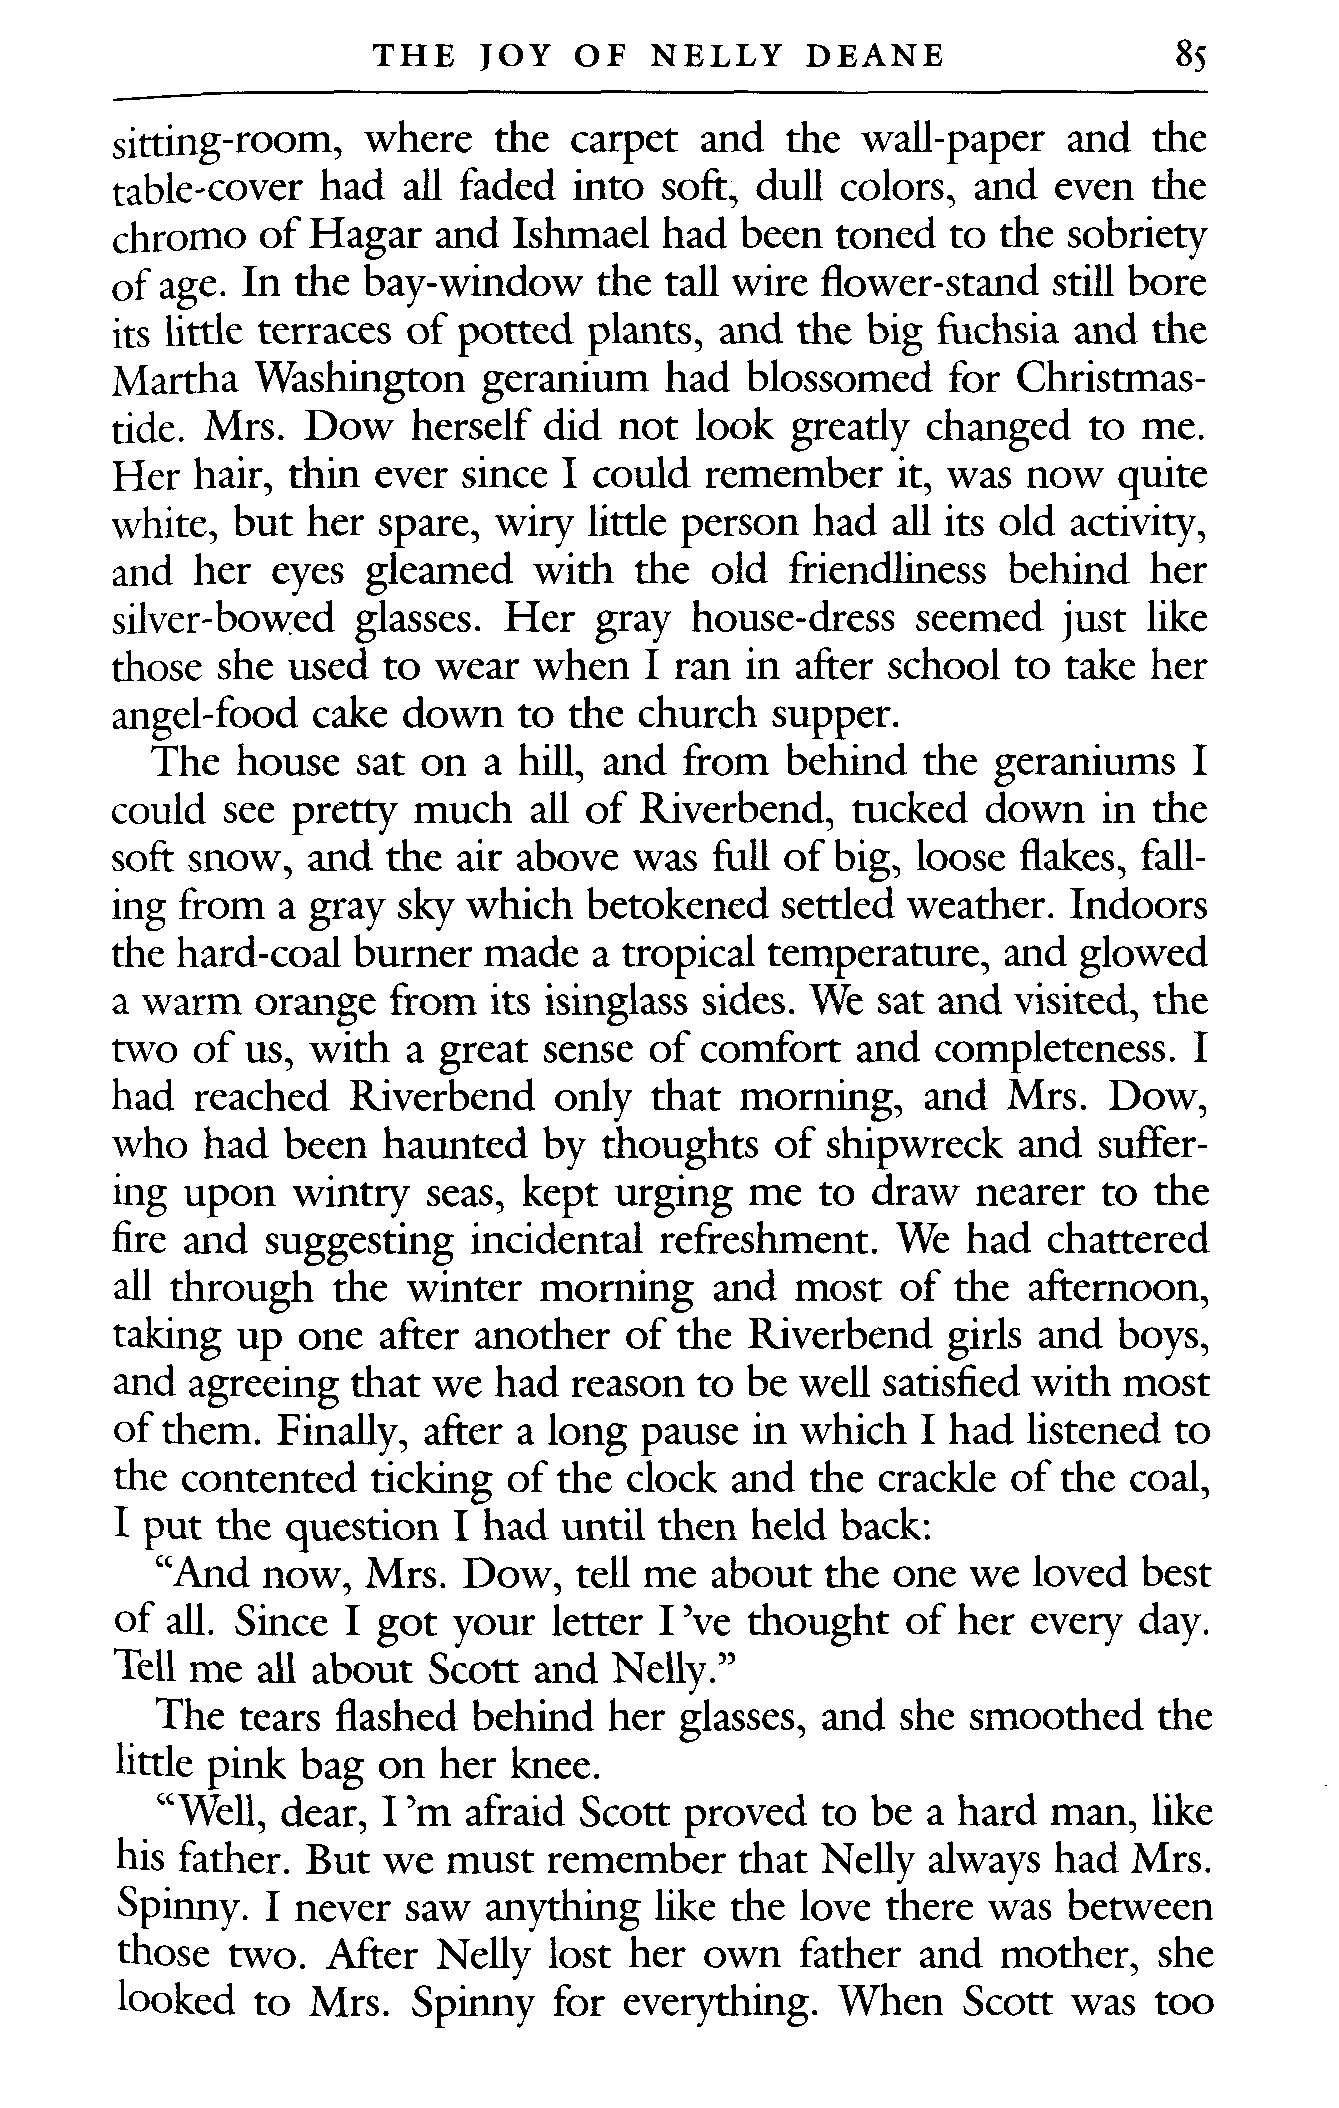 THE JOY OF NELLY DEANE 85
sitting-room, where the carpet and the wall-paper and the
table-cover had all faded into soft, dull colors, and even the
chromo of Hagar and Ishmael had been toned to the sobriety
of age. In the bay-window the tall wire flower-stand still bore
its little terraces of potted plants, and the big fuchsia and the
Martha Washington geranium had blossomed for Christmas-
tide. Mrs. Dow herself did not look greatly changed to me.
Her hair, thin ever since I could remember it, was now quite
white, but her spare, wiry little person had all its old activity,
and her eyes gleamed with the old friendliness behind her
silver-bowed glasses. Her gray house-dress seemed just like
those she used to wear when I ran in after school to take her
angel-food cake down to the church supper.
The house sat on a hill, and from behind the geraniums I
could see pretty much all of Riverbend, tucked down in the
soft snow, and the air above was full of big, loose flakes, fall-
ing from a gray sky which betokened settled weather. Indoors
the hard-coal burner made a tropical temperature, and glowed
a warm orange from its isinglass sides. We sat and visited, the
two of us, with a great sense of comfort and completeness. I
had reached Riverbend only that morning, and Mrs. Dow,
who had been haunted by thoughts of shipwreck and suffer-
ing upon wintry seas, kept urging me to draw nearer to the
fire and suggesting incidental refreshment. We had chattered
all through the winter morning and most of the afternoon,
taking up one after another of the Riverbend girls and boys,
and agreeing that we had reason to be well satisfied with most
of them. Finally, after a long pause in which I had listened to
the contented ticking of the clock and the crackle of the coal,
I put the question I had until then held back:
“And now, Mrs. Dow, tell me about the one we loved best
of all. Since I got your letter I ’ve thought of her every day.
Tell me all about Scott and Nelly.”
The tears flashed behind her glasses, and she smoothed the
little pink bag on her knee.
“Well, dear, I ’m afraid Scott proved to be a hard man, like
his father. But we must remember that Nelly always had Mrs.
Spinny. I never saw anything like the love there was between
those two. After Nelly lost her own father and mother, she
looked to Mrs. Spinny for everything. When Scott was too